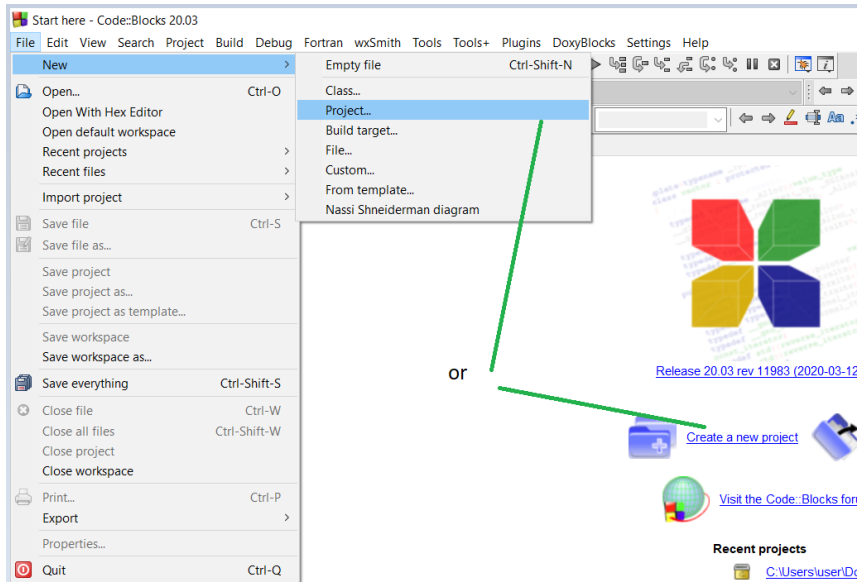 Start here - Code::Blocks 20.03
File Edit View Search Project Build Debug Fortran wxSmith Tools Tools+ Plugins DoxyBlocks Settings Help
New
Open... Ctrl-O
Open With Hex Editor
Open default workspace
Recent projects
Recent files
Import project
Save file Ctrl-S
Save file as...
Save project
Save project as...
Save project as template...
Save workspace
Save workspace as...
Save everything Ctrl-Shift-S
Close file Ctrl-W
Close all files Ctrl-Shift-W
Close project
Close workspace
Print... Ctrl-P
Export
Properties...
Quit Ctrl-Q
Empty file Ctrl-Shift-N
Class...
Project...
Build target...
File...
Custom...
From template...
Nassi Shneiderman diagram
Aa
or
Release 20.03 rev 11983 (2020-03-12
Create a new project
Visit the Code::Blocks for
Recent projects
C:\Users\user\Do